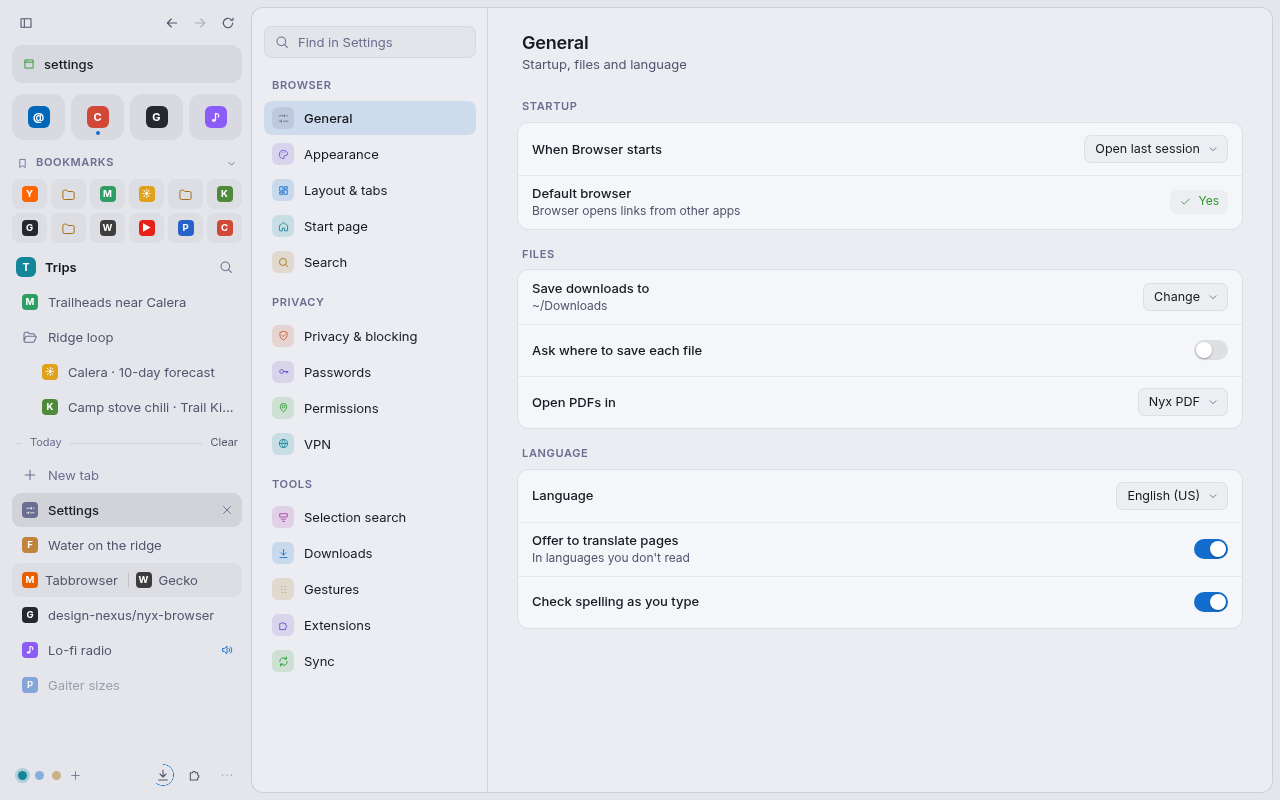 settings
@
C
G
BOOKMARKS
Y
M
K
G
W
P
C
T Trips
M Trailheads near Calera
Ridge loop
Calera · 10-day forecast
K Camp stove chili · Trail Ki...
Today
Clear
New tab
Settings
F Water on the ridge
M Tabbrowser
W Gecko
G design-nexus/nyx-browser
Lo-fi radio
P Gaiter sizes
Find in Settings
BROWSER
General
Appearance
Layout & tabs
Start page
Search
PRIVACY
Privacy & blocking
Passwords
Permissions
VPN
TOOLS
Selection search
Downloads
Gestures
Extensions
Sync
General
Startup, files and language
STARTUP
When Browser starts
Open last session
Default browser
Browser opens links from other apps
Yes
FILES
Save downloads to
~/Downloads
Change
Ask where to save each file
Open PDFs in
Nyx PDF
LANGUAGE
Language
English (US)
Offer to translate pages
In languages you don't read
Check spelling as you type